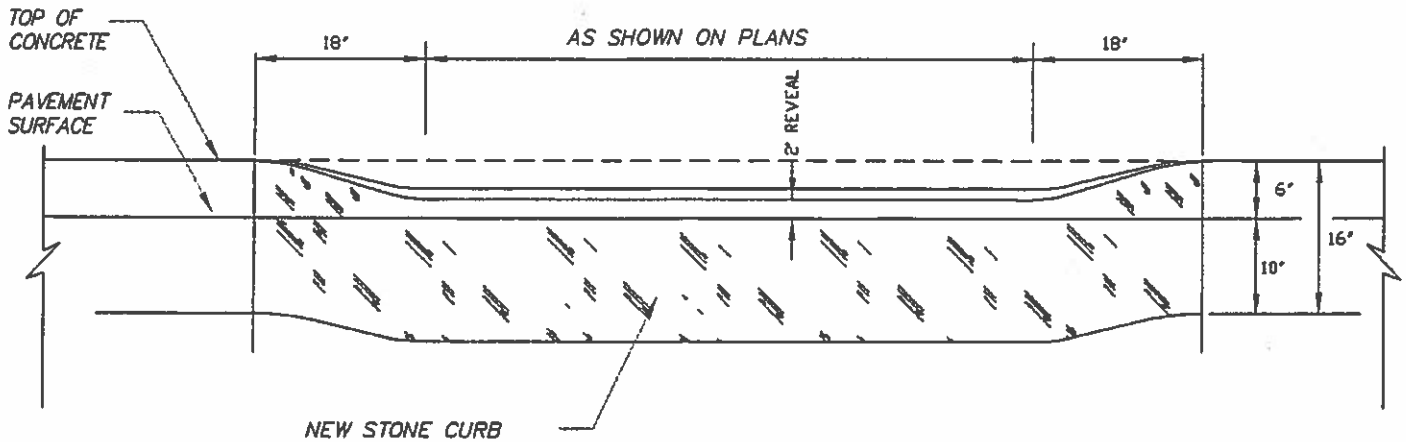 TOP OF
CONCRETE
18"
AS SHOWN ON PLANS
18"
PAVEMENT
SURFACE
2" REVEAL
6"
16"
10"
NEW STONE CURB